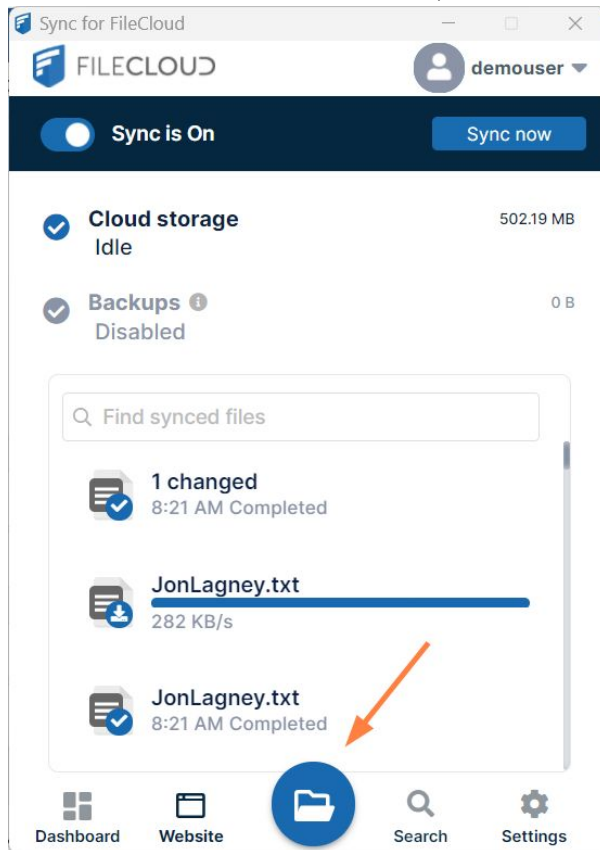 Sync for FileCloud
FILECLOUD
demouser
Sync is On
Sync now
Cloud storage
502.19 MB
Idle
Backups
0 B
Disabled
Find synced files
1 changed
8:21 AM Completed
JonLagney.txt
282 KB/s
JonLagney.txt
8:21 AM Completed
Dashboard
Website
Search
Settings